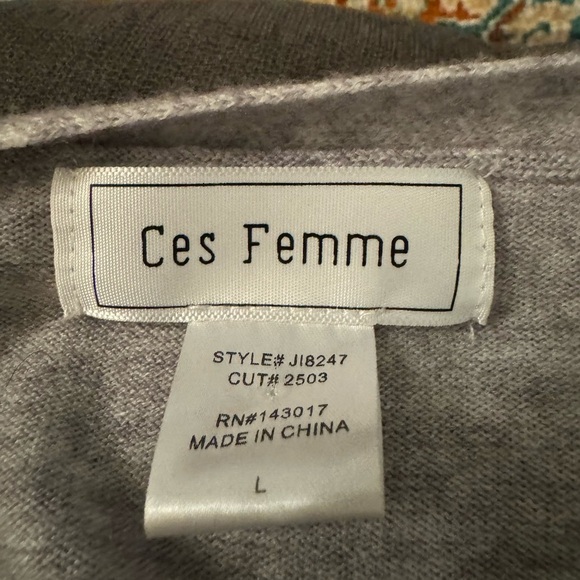 Ces Femme
STYLE# JI8247
CUT# 2503
RN#143017
MADE IN CHINA
L